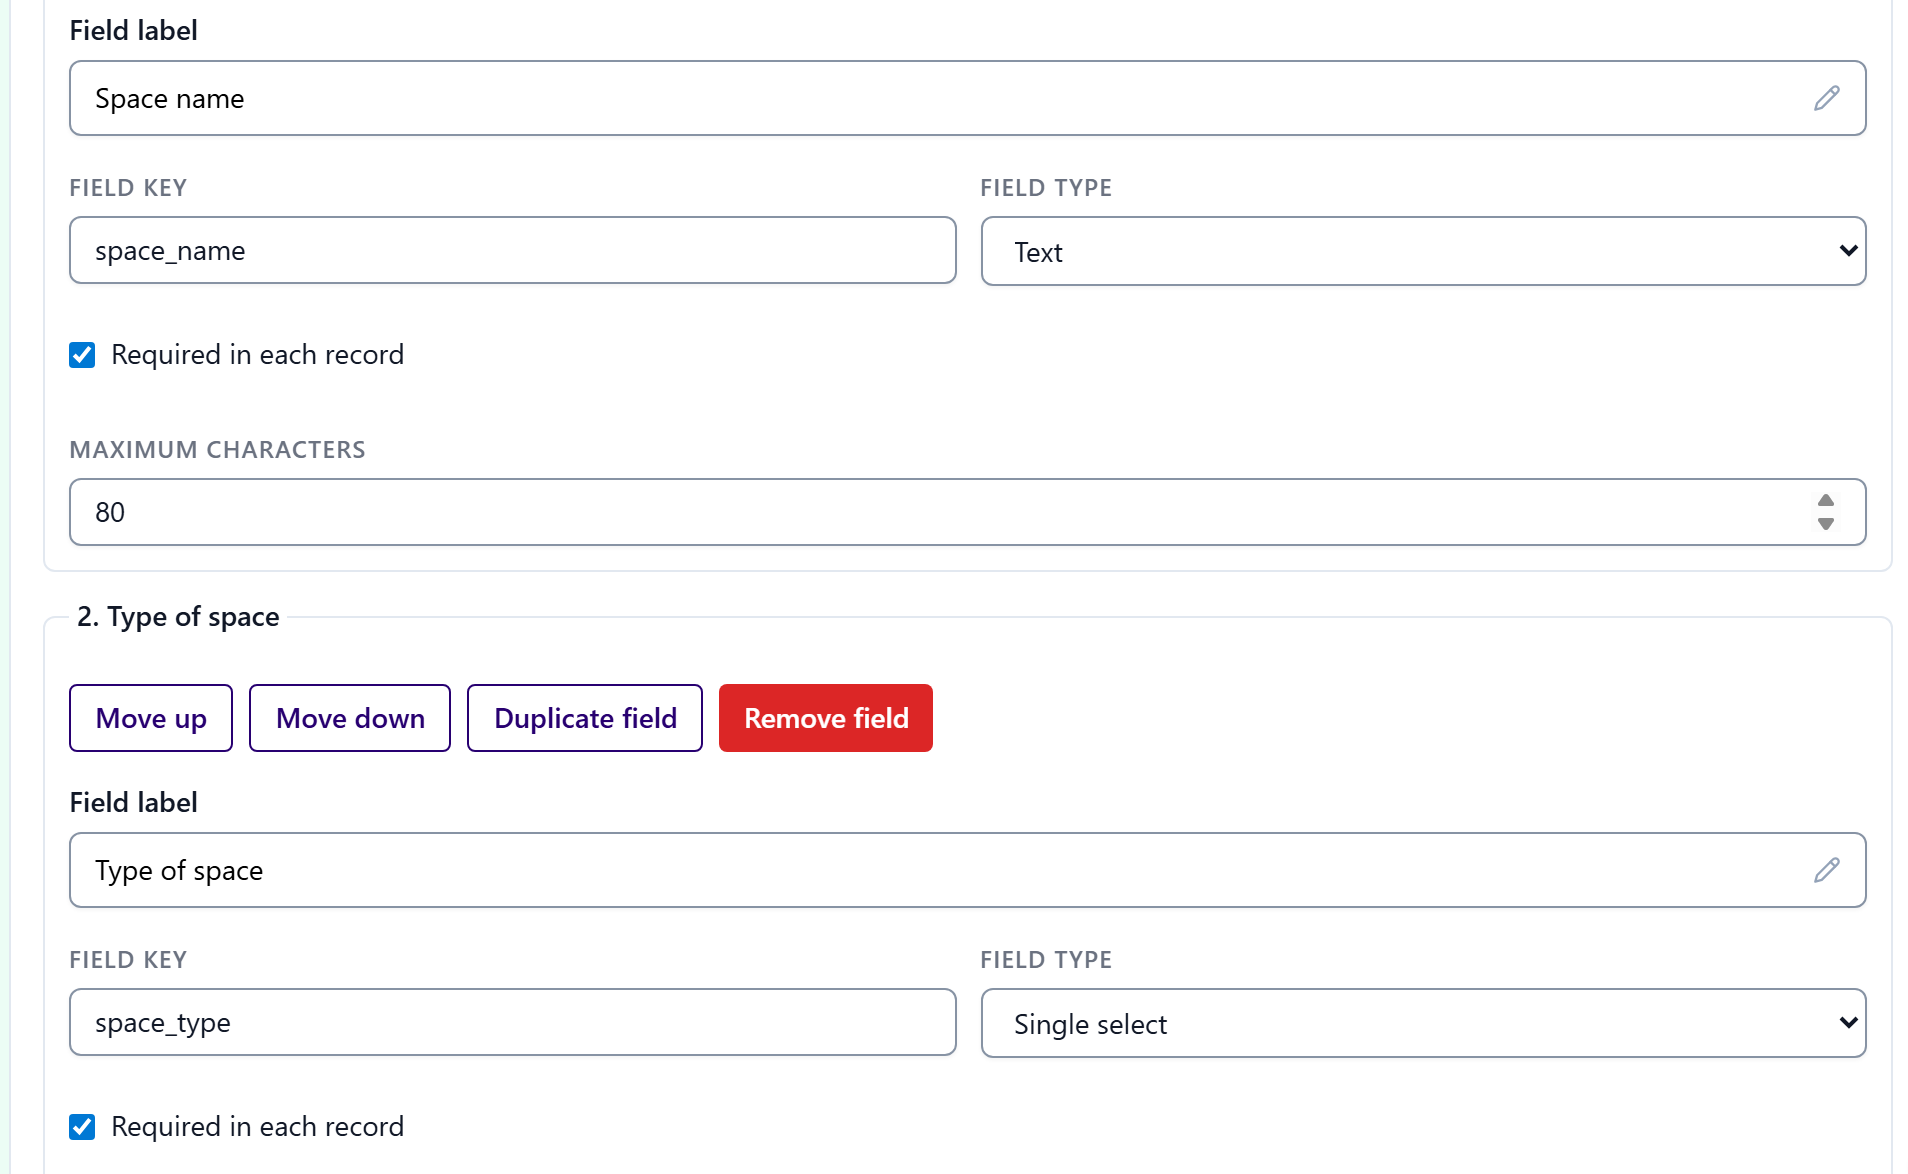 Field label
Space name
FIELD KEY
FIELD TYPE
space_name
Text
Required in each record
MAXIMUM CHARACTERS
80
2. Type of space
Move up
Move down
Duplicate field
Remove field
Field label
Type of space
FIELD KEY
FIELD TYPE
space_type
Single select
Required in each record